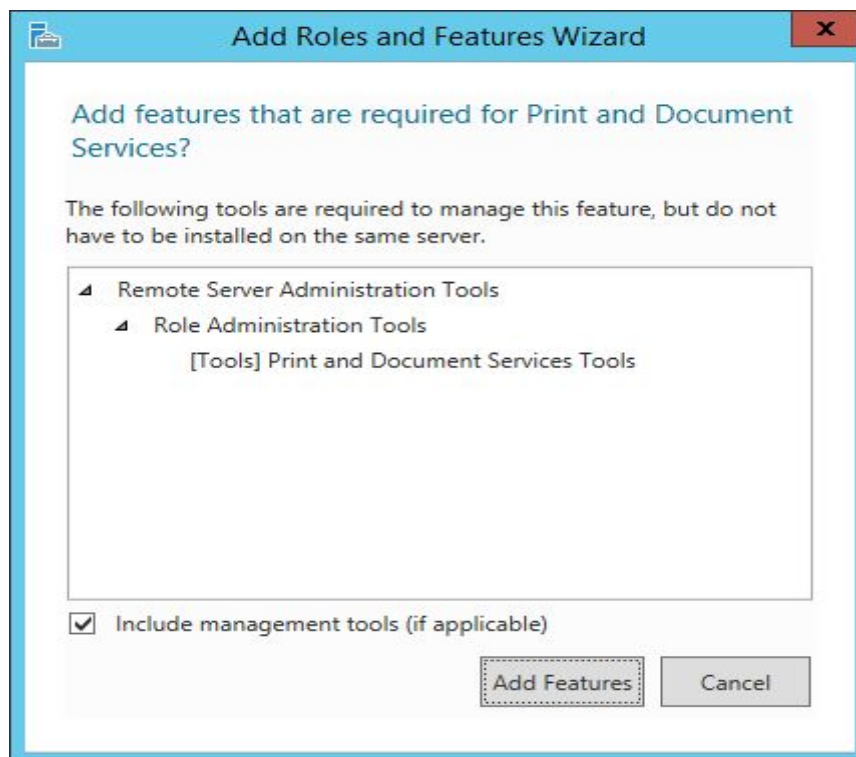 Add Roles and Features Wizard
x
Add features that are required for Print and Document
Services?
The following tools are required to manage this feature, but do not
have to be installed on the same server.
Remote Server Administration Tools
Role Administration Tools
[Tools] Print and Document Services Tools
Include management tools (if applicable)
Add Features
Cancel